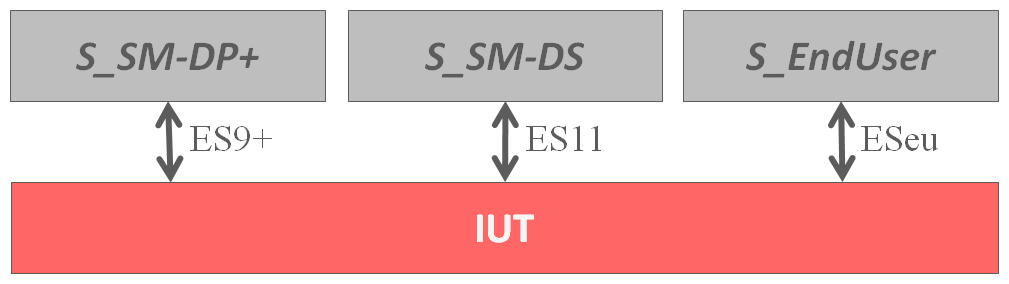 S_SM-DP+ S_SM-DS S_EndUser
ES9+ ES11 ESeu
IUT